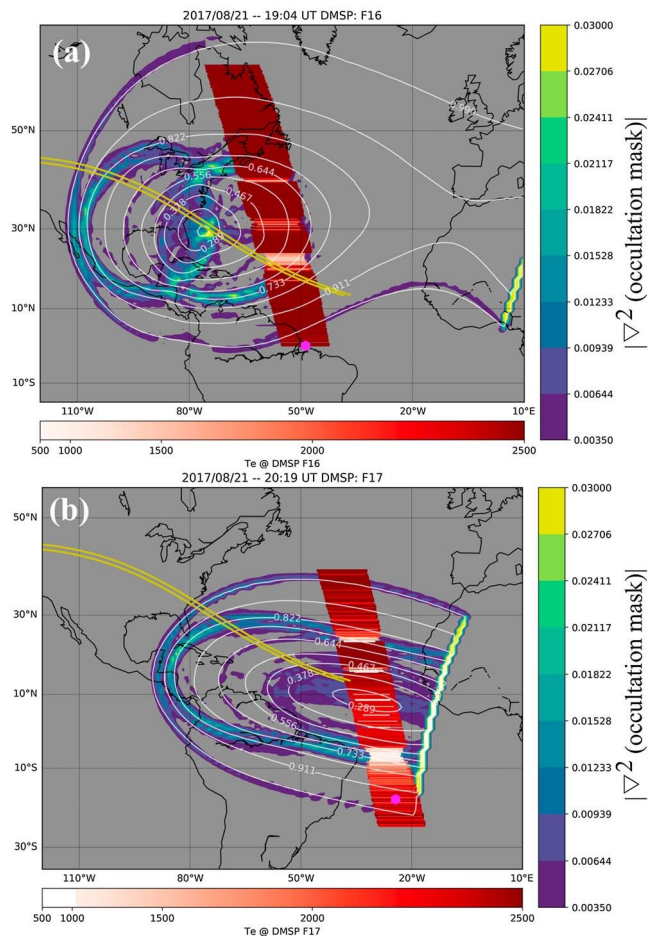 2017/08/21 -- 19:04 UT DMSP: F16
(a)
50°N
30°N
10°N
10°S
110°W
80°W
50°W
20°W
10°E
0.822
0.644
0.556
0.467
0.378
0.289
0.733
0.911
500
1000
1500
2000
2500
Te @ DMSP F16
0.03000
0.02706
0.02411
0.02117
0.01822
0.01528
0.01233
0.00939
0.00644
0.00350
|▽² (occultation mask)|
2017/08/21 -- 20:19 UT DMSP: F17
(b)
50°N
30°N
10°N
10°S
30°S
110°W
80°W
50°W
20°W
10°E
0.822
0.644
0.467
0.378
0.289
0.556
0.733
0.911
500
1000
1500
2000
2500
Te @ DMSP F17
0.03000
0.02706
0.02411
0.02117
0.01822
0.01528
0.01233
0.00939
0.00644
0.00350
|▽² (occultation mask)|